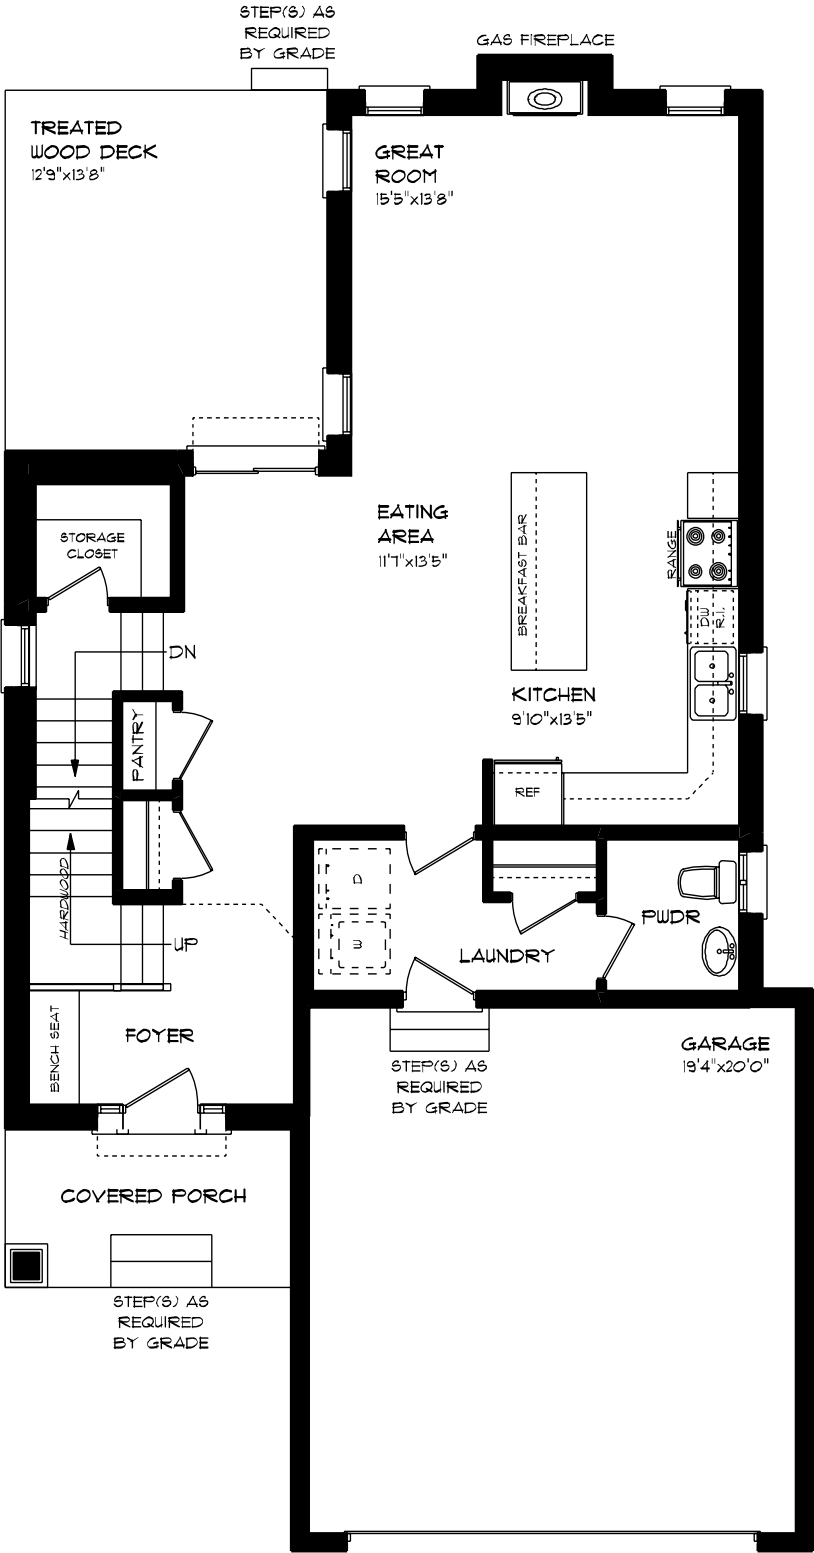 STEP(S) AS
REQUIRED
BY GRADE
GAS FIREPLACE
TREATED
WOOD DECK
12'9"x13'8"
GREAT
ROOM
15'5"x13'8"
EATING
AREA
11'7"x13'5"
BREAKFAST BAR
RANGE
STORAGE
CLOSET
DW
R.I.
DN
KITCHEN
9'10"x13'5"
PANTRY
REF
HARDWOOD
D
W
PWDR
UP
LAUNDRY
BENCH SEAT
FOYER
GARAGE
19'4"x20'0"
STEP(S) AS
REQUIRED
BY GRADE
COVERED PORCH
STEP(S) AS
REQUIRED
BY GRADE